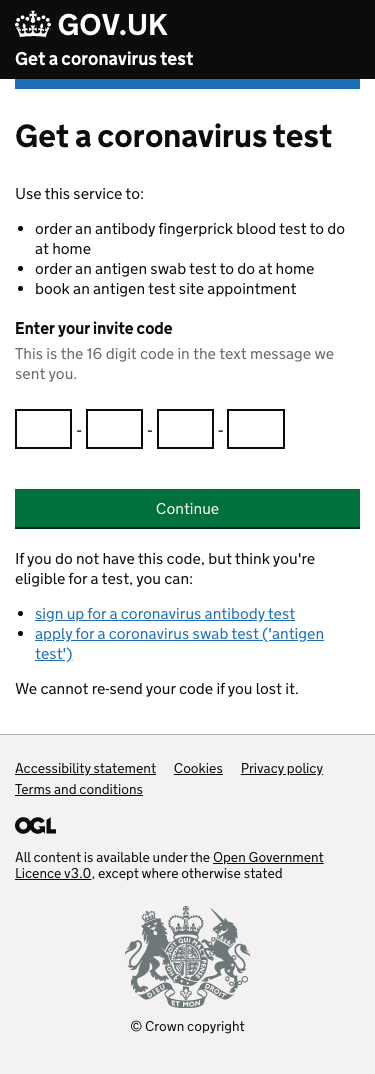 GOV.UK
Get a coronavirus test
Get a coronavirus test
Use this service to:
order an antibody fingerprick blood test to do
at home
order an antigen swab test to do at home
book an antigen test site appointment
Enter your invite code
This is the 16 digit code in the text message we
sent you.
- - -
Continue
If you do not have this code, but think you're
eligible for a test, you can:
sign up for a coronavirus antibody test
apply for a coronavirus swab test ('antigen
test')
We cannot re-send your code if you lost it.
Accessibility statement Cookies Privacy policy
Terms and conditions
OGL
All content is available under the Open Government
Licence v3.0, except where otherwise stated
DIEU ET MON
© Crown copyright